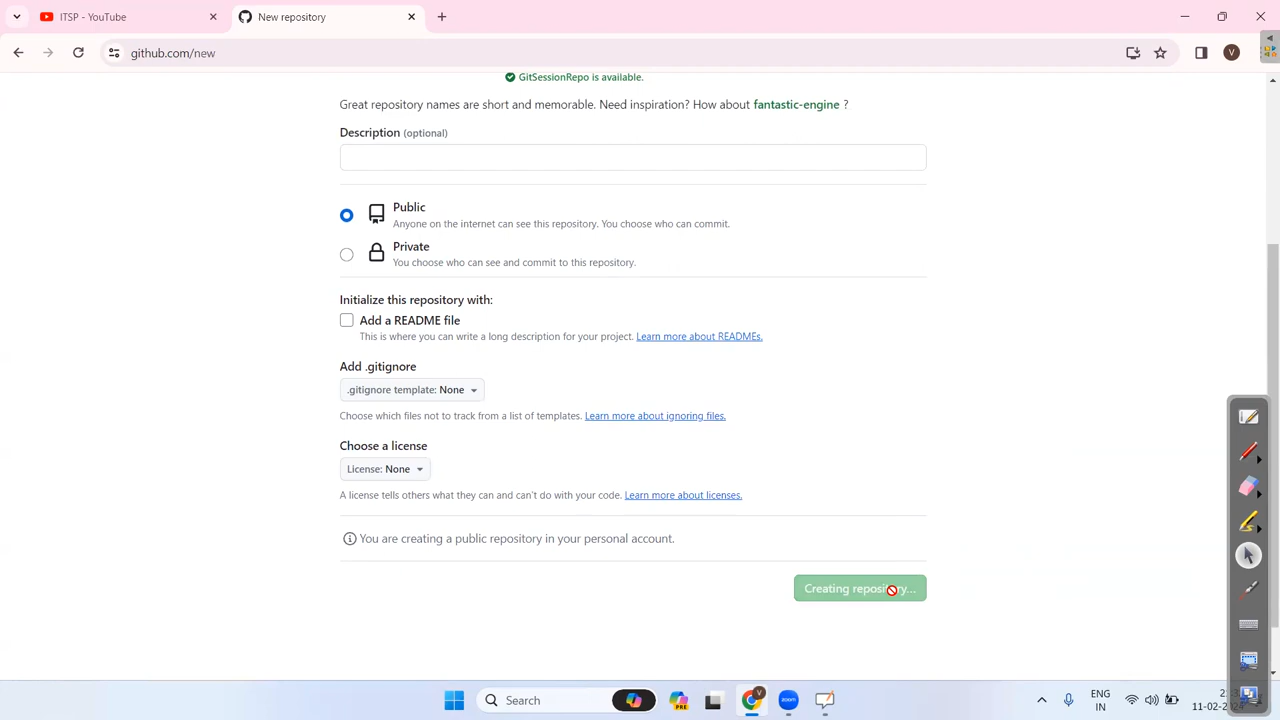 ITSP - YouTube
New repository
github.com/new
V
GitSessionRepo is available.
Great repository names are short and memorable. Need inspiration? How about fantastic-engine ?
Description (optional)
Public
Anyone on the internet can see this repository. You choose who can commit.
Private
You choose who can see and commit to this repository.
Initialize this repository with:
Add a README file
This is where you can write a long description for your project. Learn more about READMEs.
Add .gitignore
.gitignore template: None
Choose which files not to track from a list of templates. Learn more about ignoring files.
Choose a license
License: None
A license tells others what they can and can't do with your code. Learn more about licenses.
You are creating a public repository in your personal account.
Creating repository...
Search
PRE
V
zoom
ENG
IN
11-02-2024